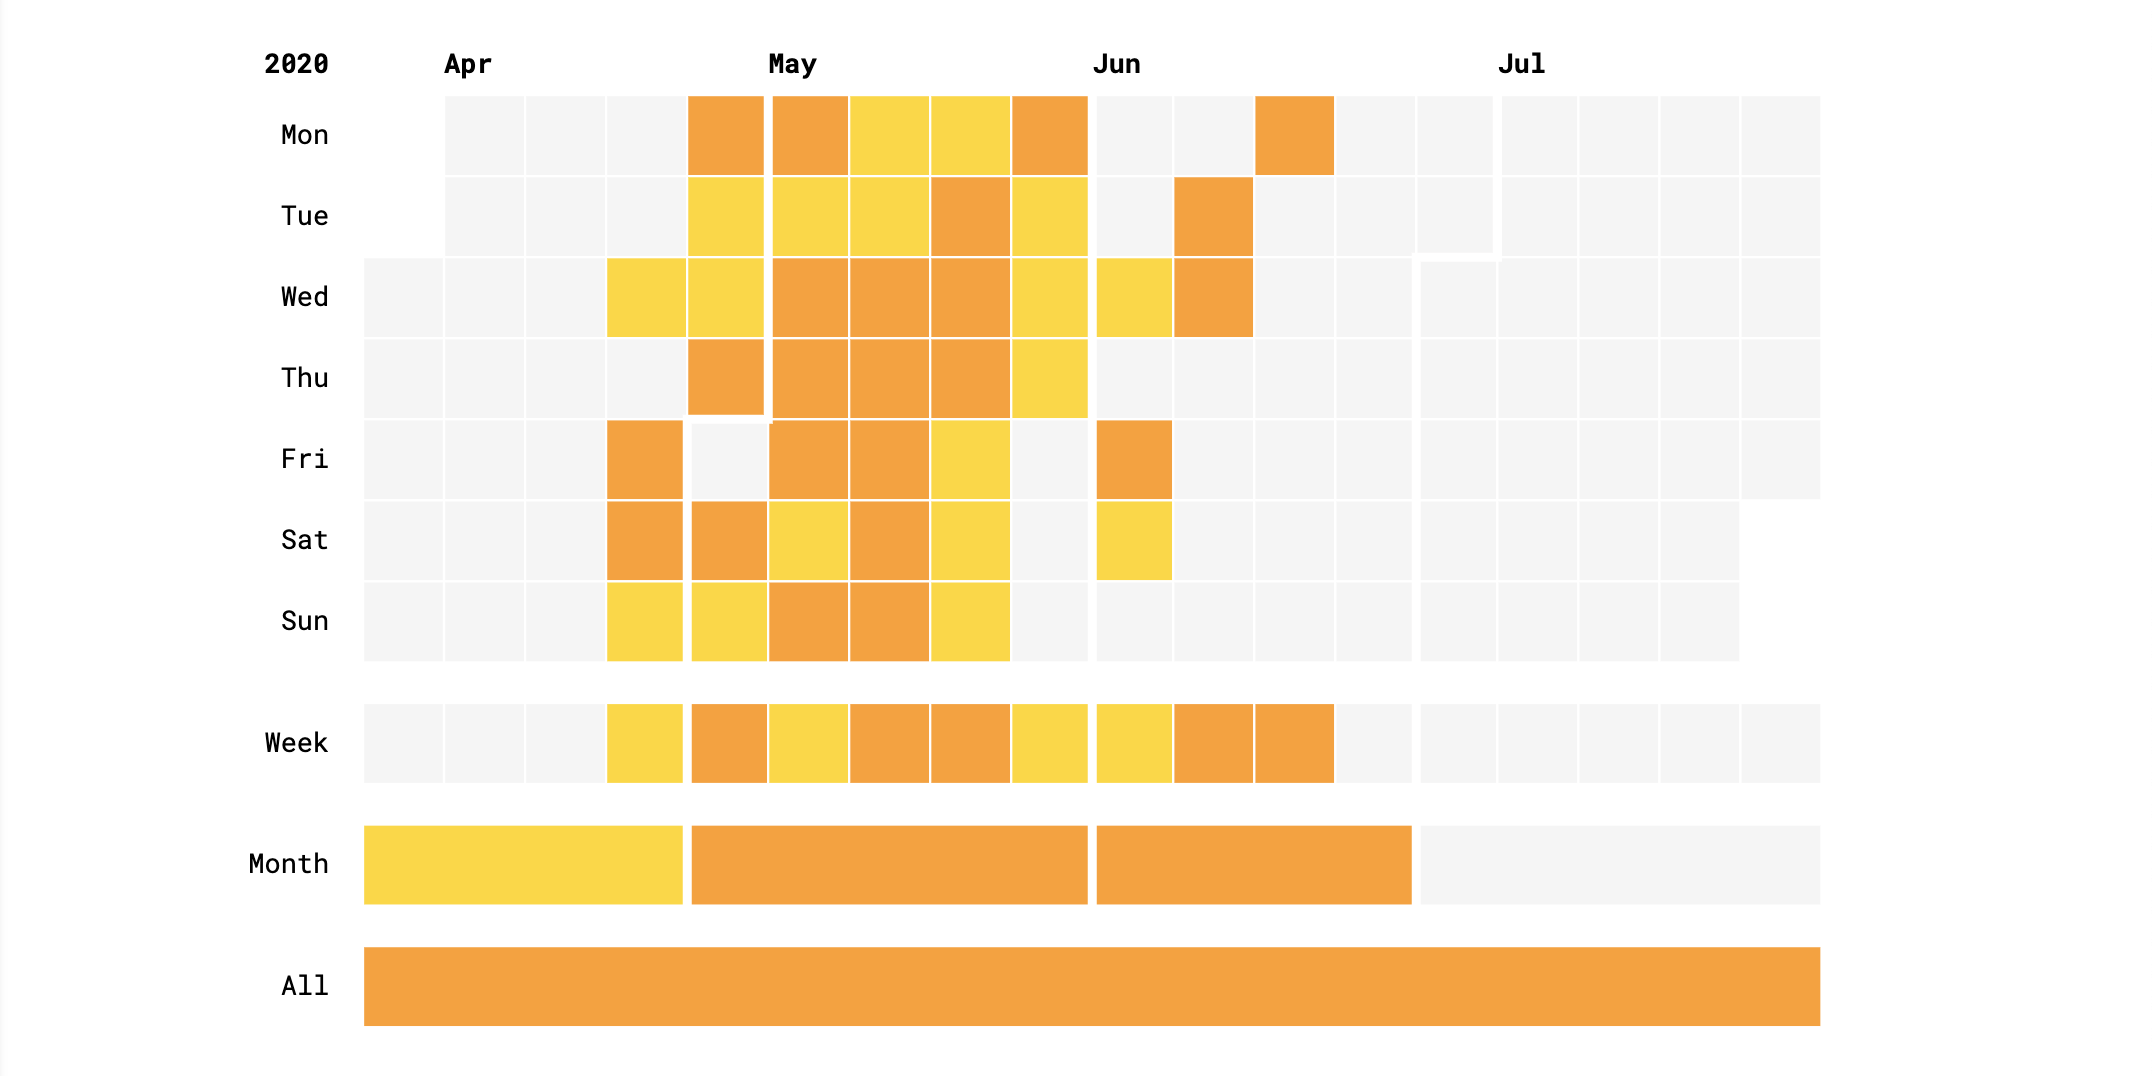 2020 Apr May Jun Jul
Mon
Tue
Wed
Thu
Fri
Sat
Sun
Week
Month
All